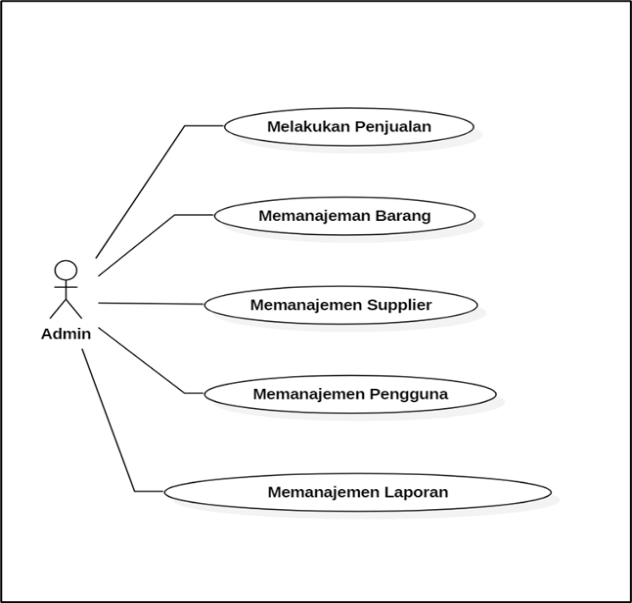 Melakukan Penjualan
Memanajeman Barang
Memanajemen Supplier
Admin
Memanajemen Pengguna
Memanajemen Laporan